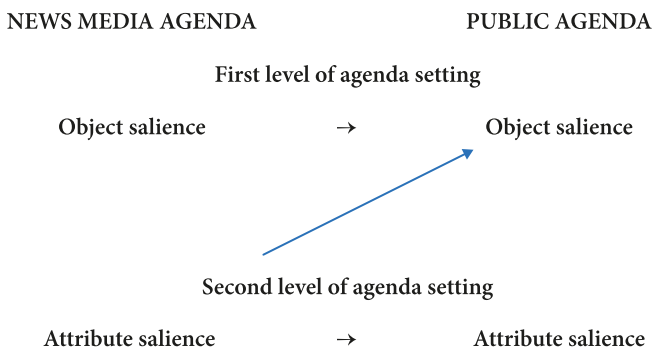 NEWS MEDIA AGENDA PUBLIC AGENDA
First level of agenda setting
Object salience → Object salience
Second level of agenda setting
Attribute salience → Attribute salience